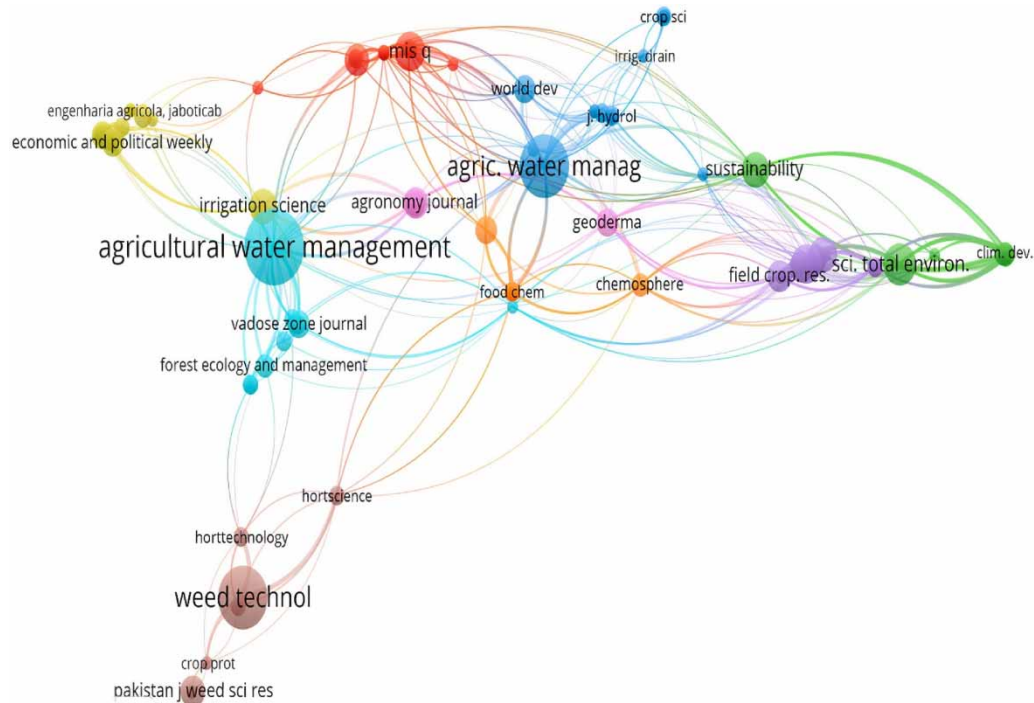 crop sci
mis q
irrig. drain
world dev
engenharia agricola, jaboticab
j. hydrol
economic and political weekly
agric. water manag
sustainability
irrigation science
agronomy journal
geoderma
agricultural water management
clim. dev.
sci. total environ.
field crop. res.
chemosphere
food chem
vadose zone journal
forest ecology and management
hortscience
horttechnology
weed technol
crop prot
pakistan j weed sci res